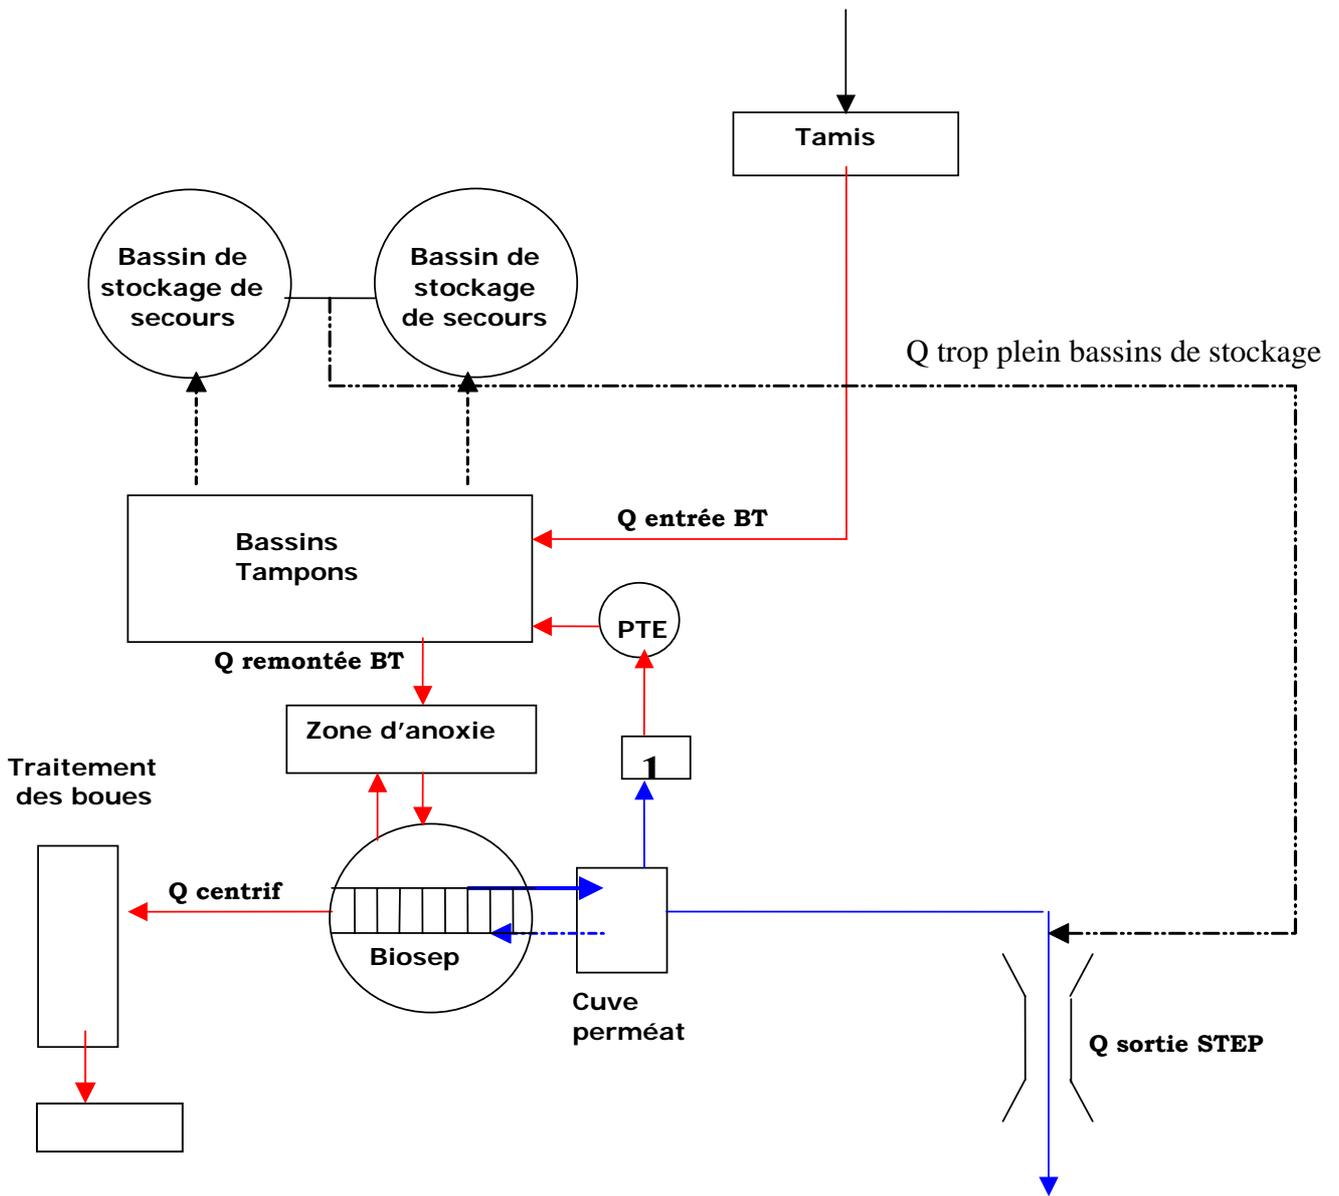 Tamis
Bassin de
stockage de
secours
Bassin de
stockage
de secours
Q trop plein bassins de stockage
Q entrée BT
Bassins
Tampons
PTE
Q remontée BT
Zone d’anoxie
1
Traitement
des boues
Q centrif
Biosep
Cuve
perméat
Q sortie STEP